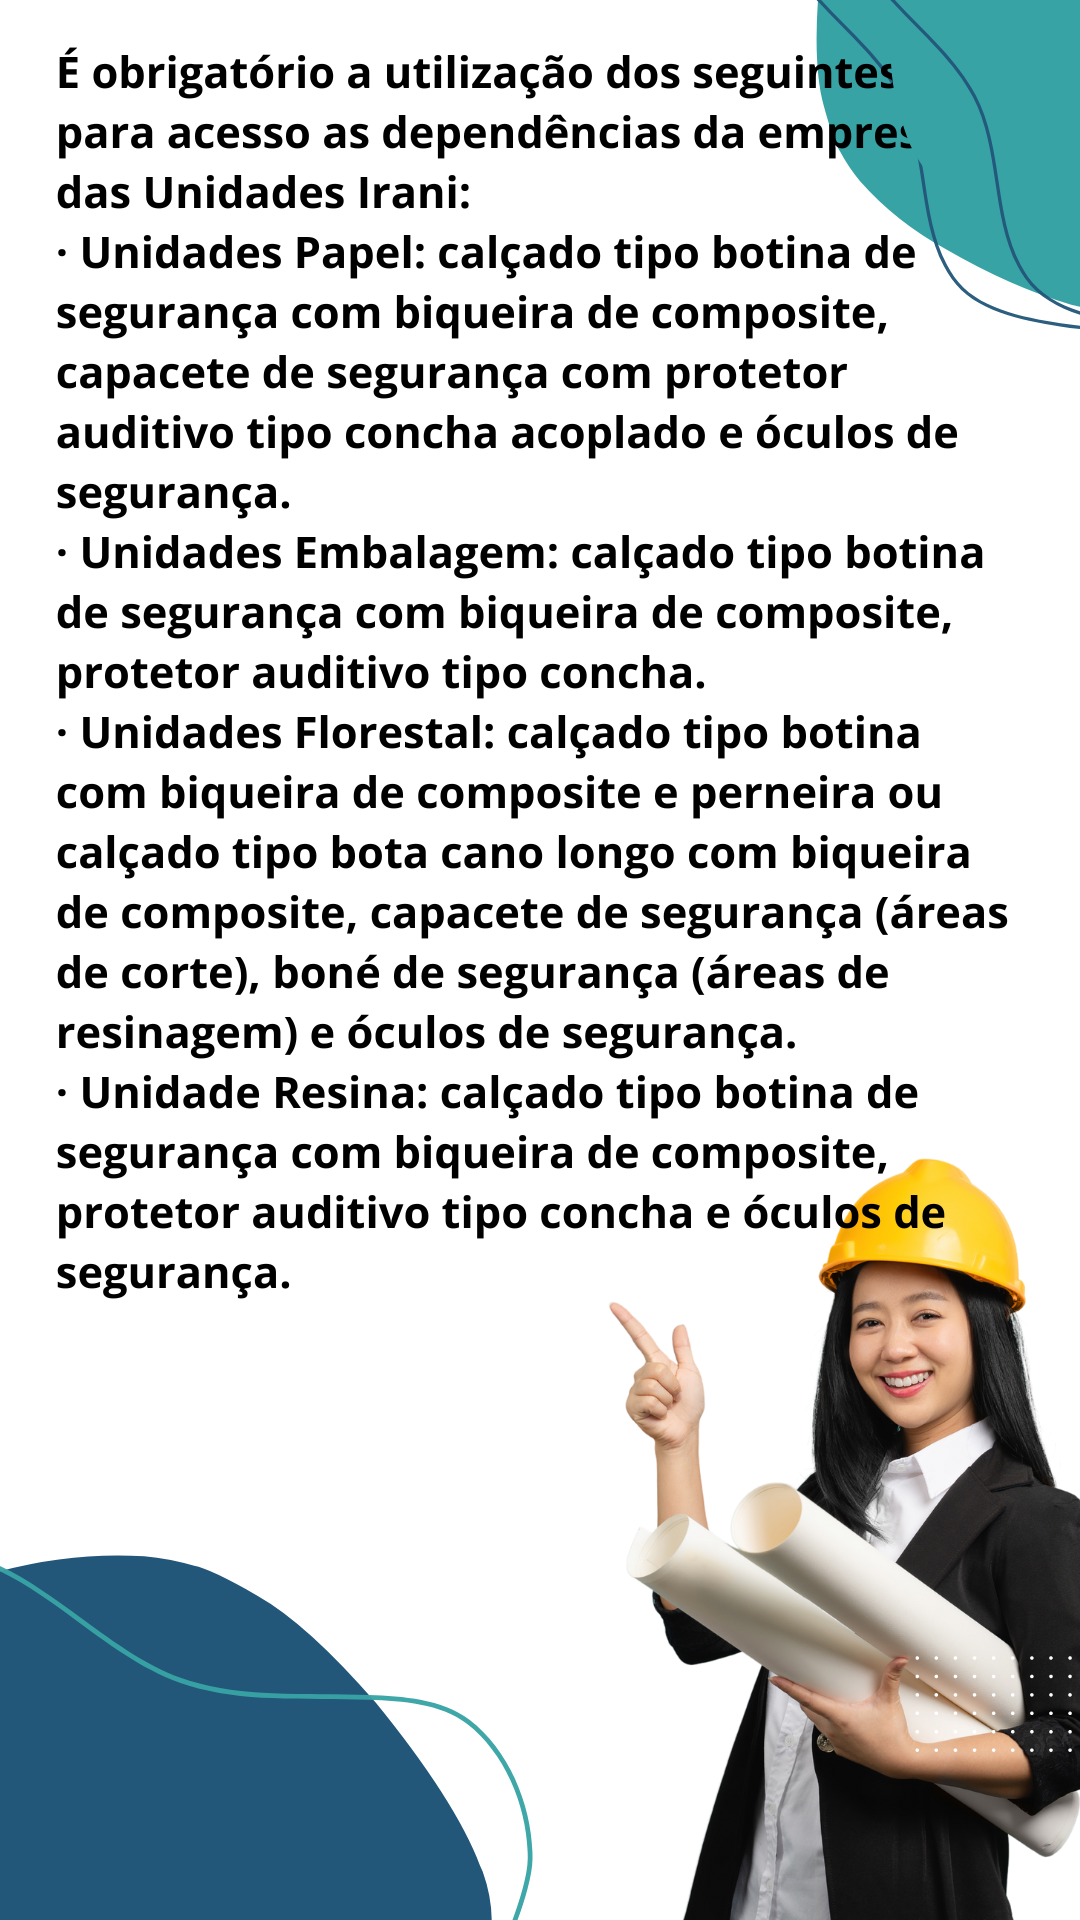 É obrigatório a utilização dos seguintes
para acesso as dependências da
das Unidades Irani:
· Unidades Papel: calçado tipo botina de
segurança com biqueira de composite,
capacete de segurança com protetor
auditivo tipo concha acoplado e óculos de
segurança.
· Unidades Embalagem: calçado tipo botina
de segurança com biqueira de composite,
protetor auditivo tipo concha.
· Unidades Florestal: calçado tipo botina
com biqueira de composite e perneira ou
calçado tipo bota cano longo com biqueira
de composite, capacete de segurança (áreas
de corte), boné de segurança (áreas de
resinagem) e óculos de segurança.
· Unidade Resina: calçado tipo botina de
segurança com biqueira de composite,
protetor auditivo tipo concha e óculos de
segurança.